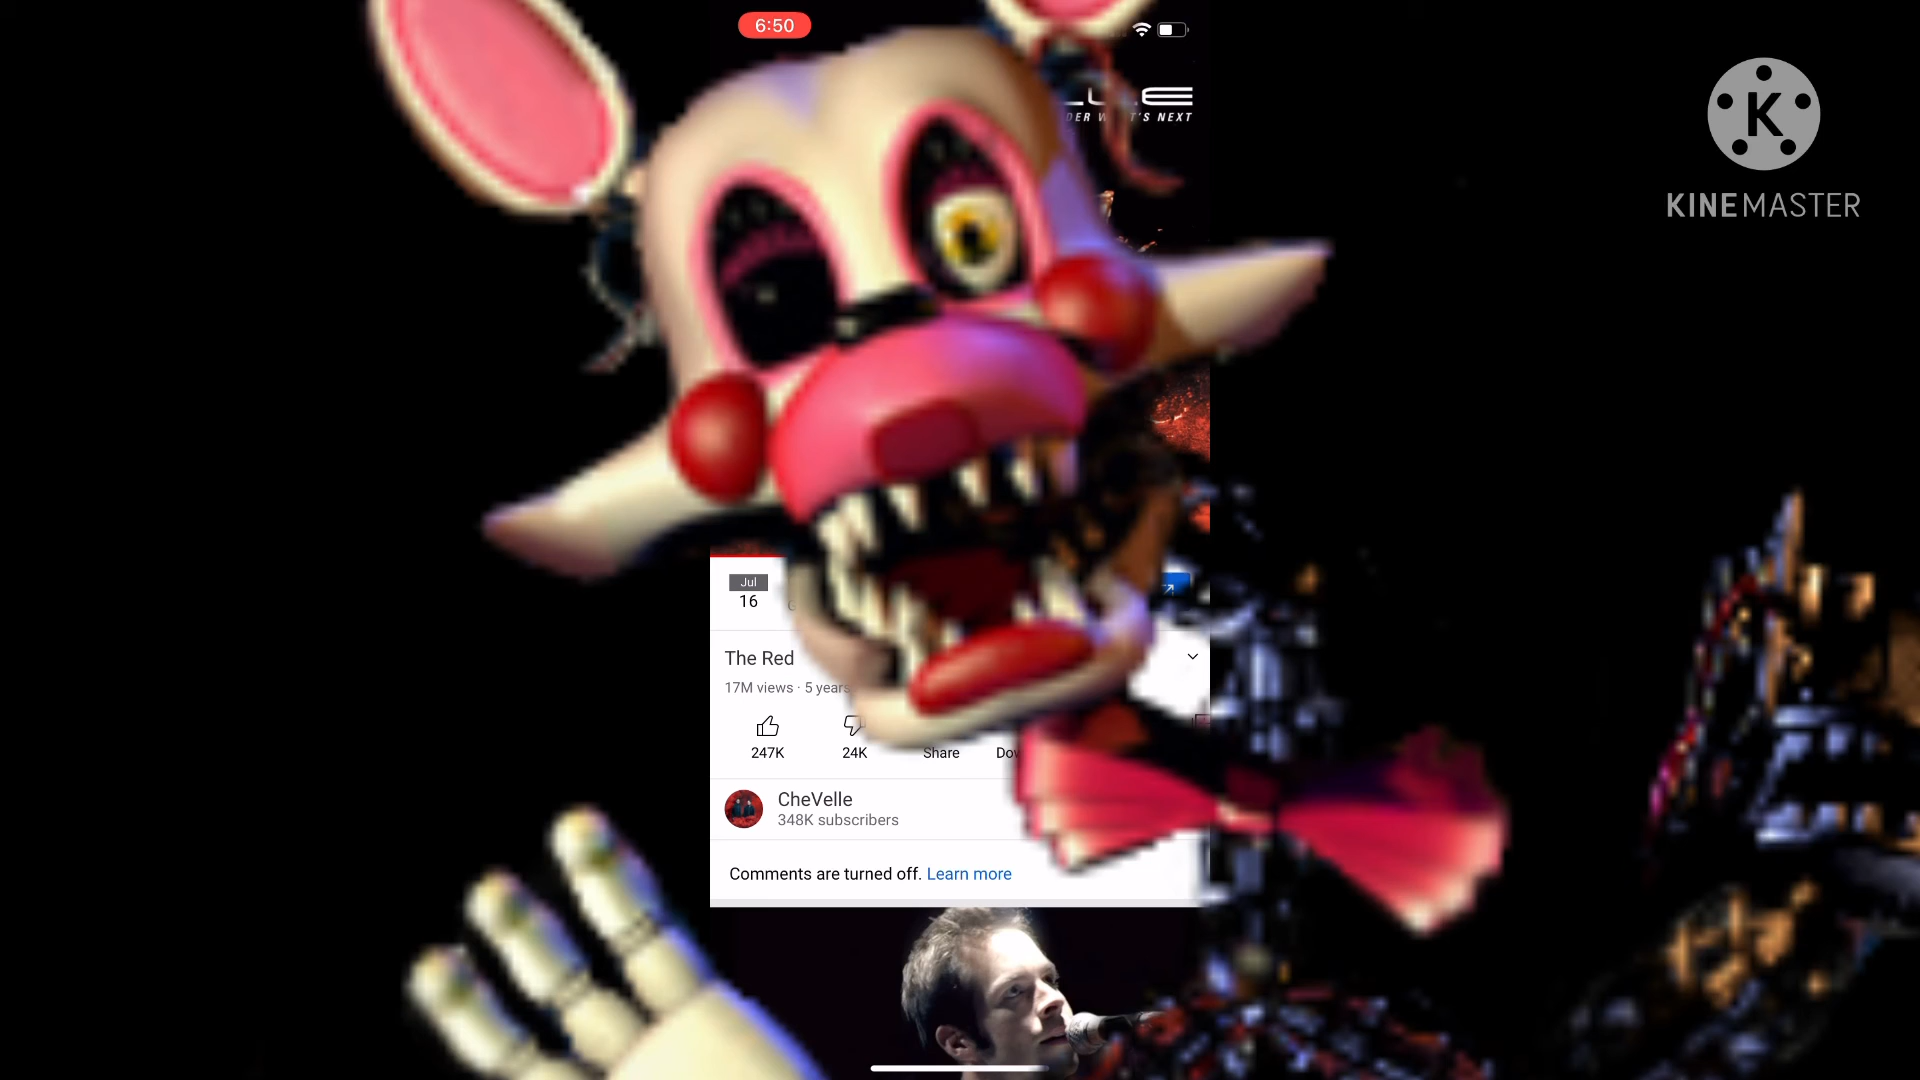 6:50
DER W T'S NEXT
K
KINEMASTER
Jul
16
The Red
17M views · 5 years
247K
24K
Share
CheVelle
348K subscribers
Comments are turned off. Learn more